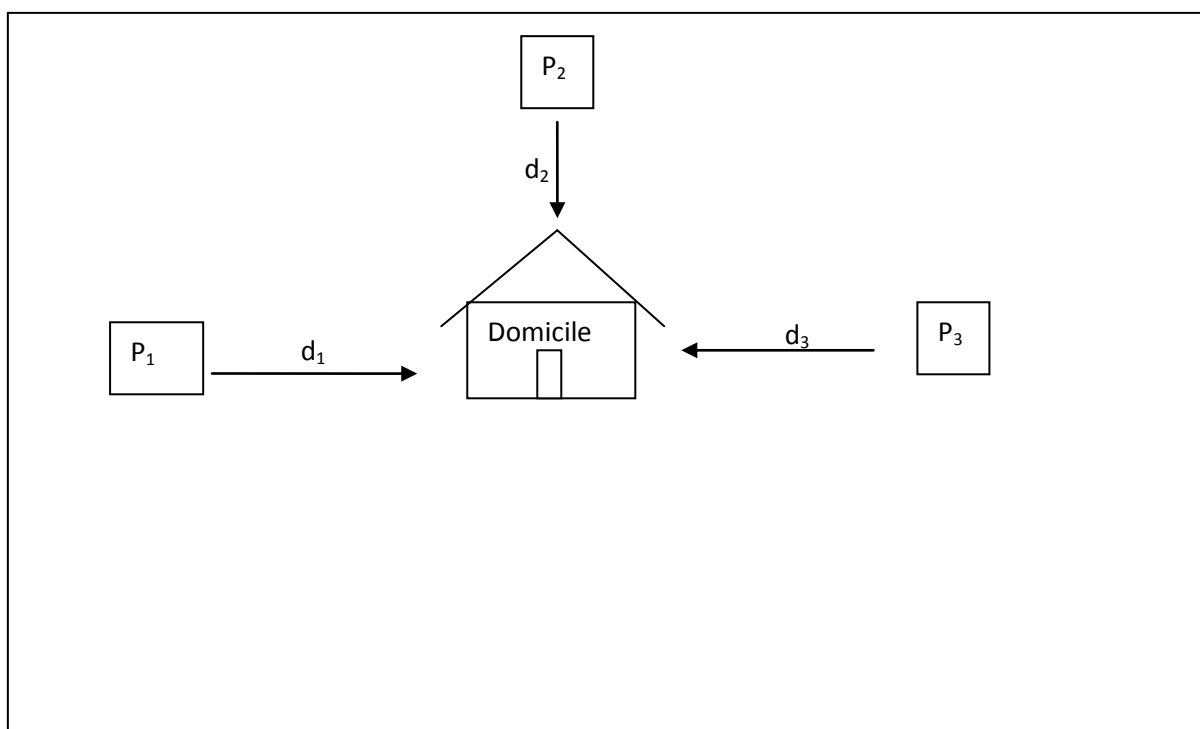 P₂
d₂
Domicile
P₁
d₁
d₃
P₃